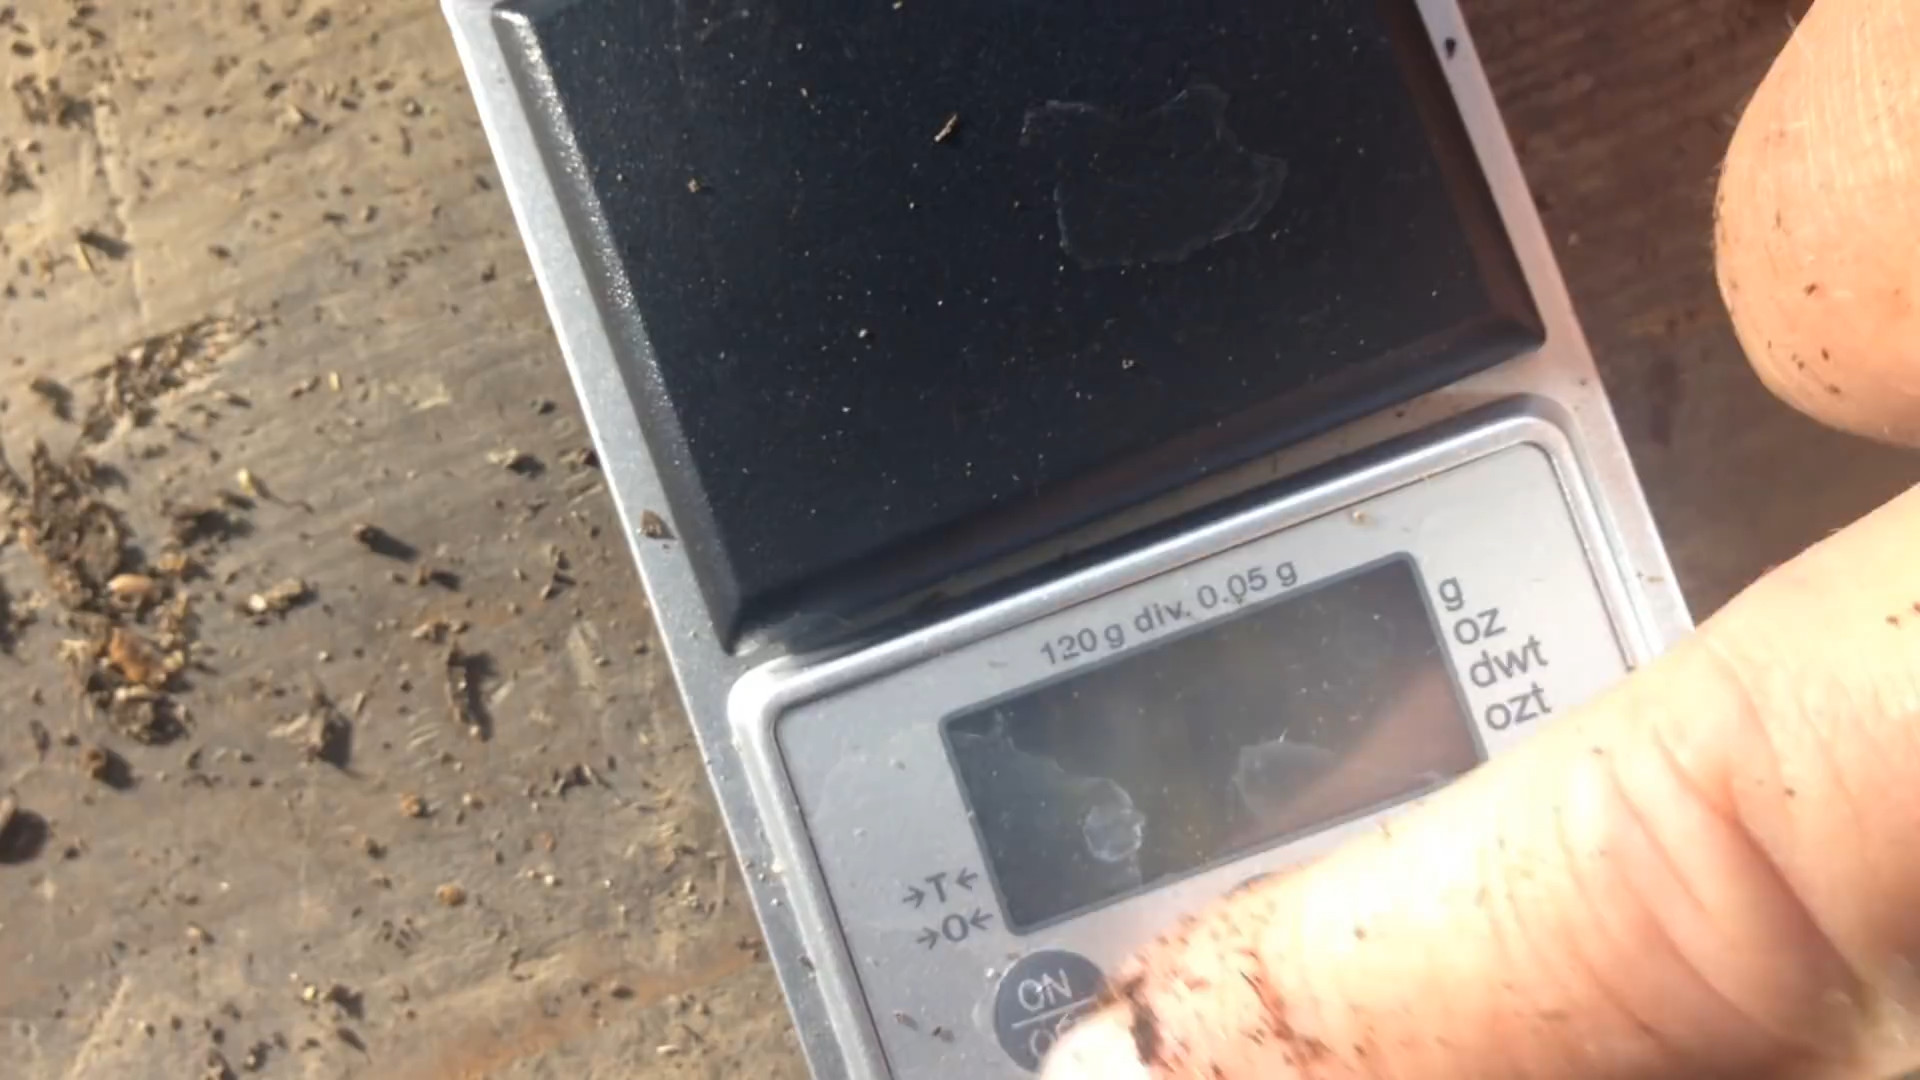 120 g div. 0.05 g
g
oz
dwt
ozt
→T←
→0←
ON